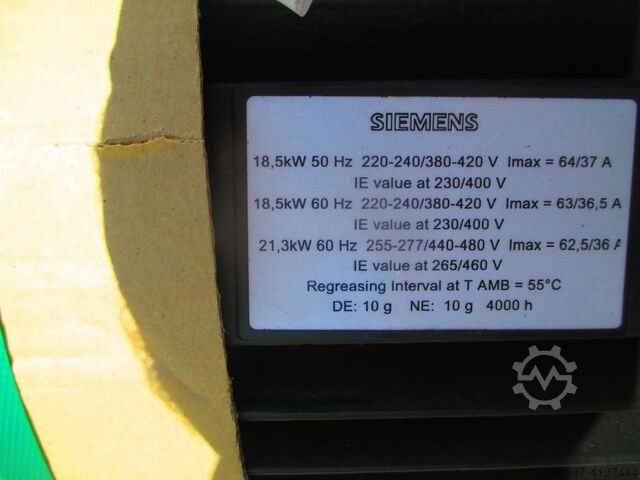 SIEMENS
18,5kW 50 Hz 220-240/380-420 V Imax = 64/37 A
IE value at 230/400 V
18,5kW 60 Hz 220-240/380-420 V Imax = 63/36,5 A
IE value at 230/400 V
21,3kW 60 Hz 255-277/440-480 V Imax = 62,5/36 A
IE value at 265/460 V
Regreasing Interval at T AMB = 55°C
DE: 10 g NE: 10 g 4000 h